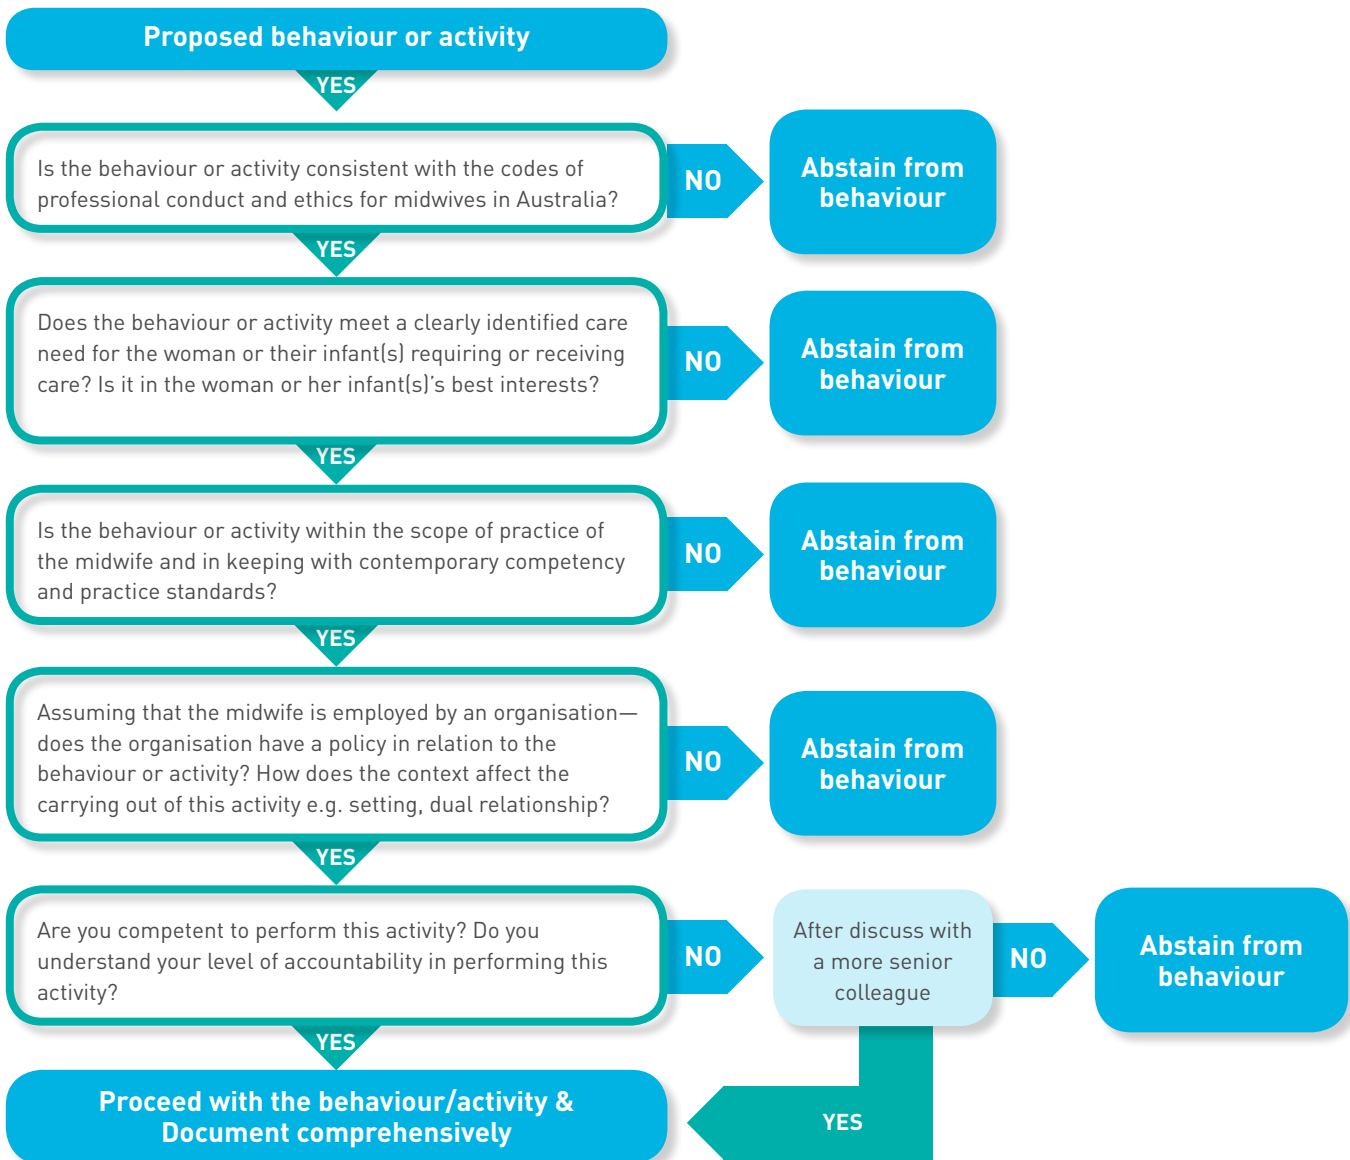 Proposed behaviour or activity
YES
Is the behaviour or activity consistent with the codes of
professional conduct and ethics for midwives in Australia?
NO
Abstain from
behaviour
YES
Does the behaviour or activity meet a clearly identified care
need for the woman or their infant(s) requiring or receiving
care? Is it in the woman or her infant(s)'s best interests?
NO
Abstain from
behaviour
YES
Is the behaviour or activity within the scope of practice of
the midwife and in keeping with contemporary competency
and practice standards?
NO
Abstain from
behaviour
YES
Assuming that the midwife is employed by an organisation—
does the organisation have a policy in relation to the
behaviour or activity? How does the context affect the
carrying out of this activity e.g. setting, dual relationship?
NO
Abstain from
behaviour
YES
Are you competent to perform this activity? Do you
understand your level of accountability in performing this
activity?
NO
After discuss with
a more senior
colleague
NO
Abstain from
behaviour
YES
YES
Proceed with the behaviour/activity &
Document comprehensively